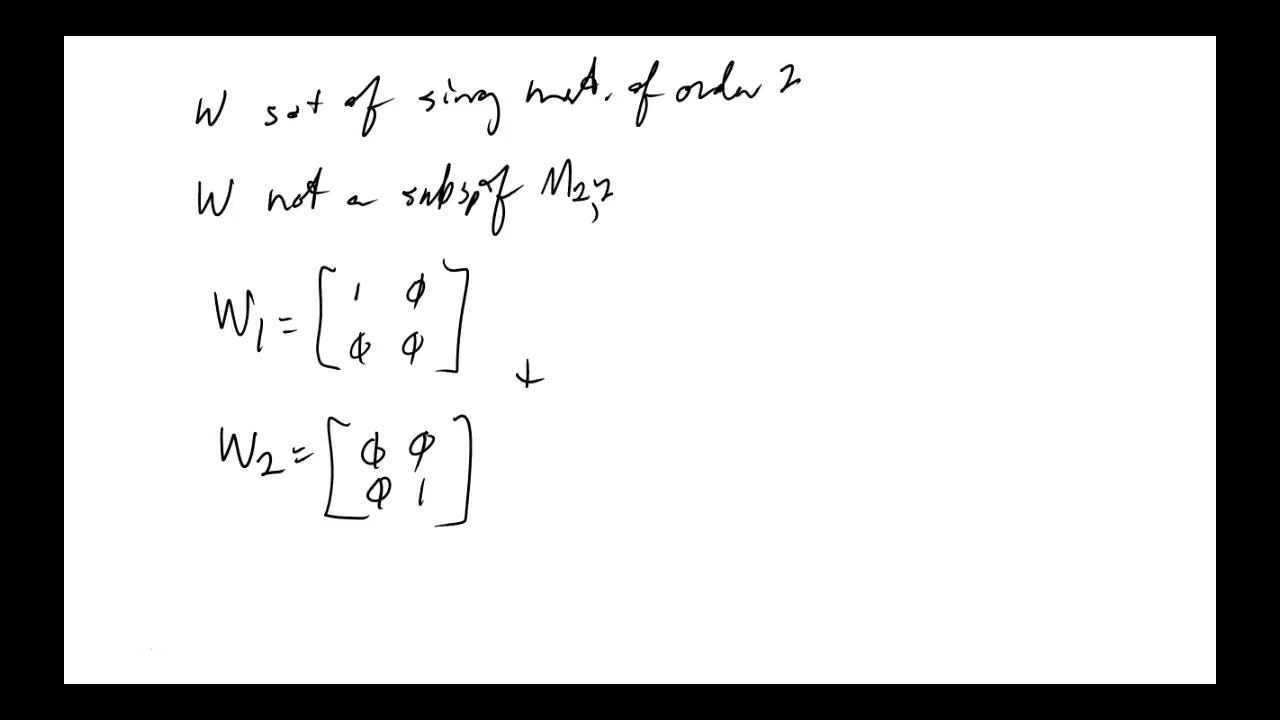 W set of sing mat. of order 2
W not a subsp of M2,2
W1 = [ 1 0
0 0 ]
+
W2 = [ 0 0
0 1 ]